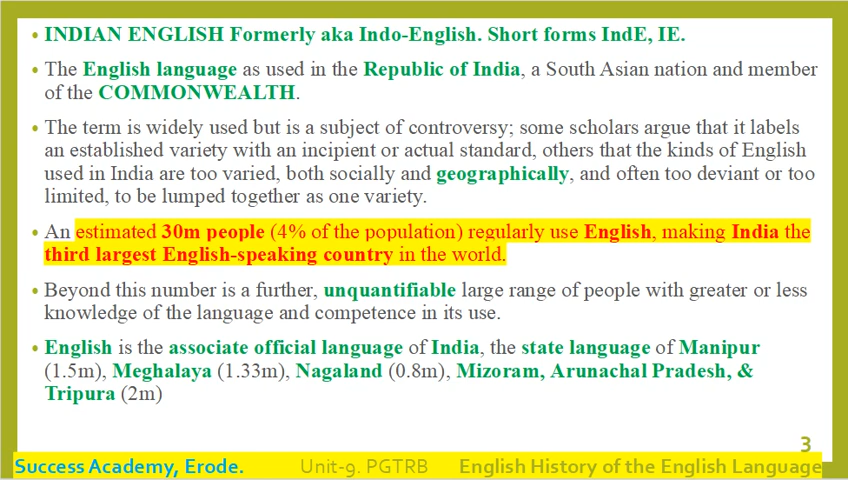 • INDIAN ENGLISH Formerly aka Indo-English. Short forms IndE, IE.
• The English language as used in the Republic of India, a South Asian nation and member
of the COMMONWEALTH.
• The term is widely used but is a subject of controversy; some scholars argue that it labels
an established variety with an incipient or actual standard, others that the kinds of English
used in India are too varied, both socially and geographically, and often too deviant or too
limited, to be lumped together as one variety.
• An estimated 30m people (4% of the population) regularly use English, making India the
third largest English-speaking country in the world.
• Beyond this number is a further, unquantifiable large range of people with greater or less
knowledge of the language and competence in its use.
• English is the associate official language of India, the state language of Manipur
(1.5m), Meghalaya (1.33m), Nagaland (0.8m), Mizoram, Arunachal Pradesh, &
Tripura (2m)
3
Success Academy, Erode. Unit-9. PGTRB English History of the English Language